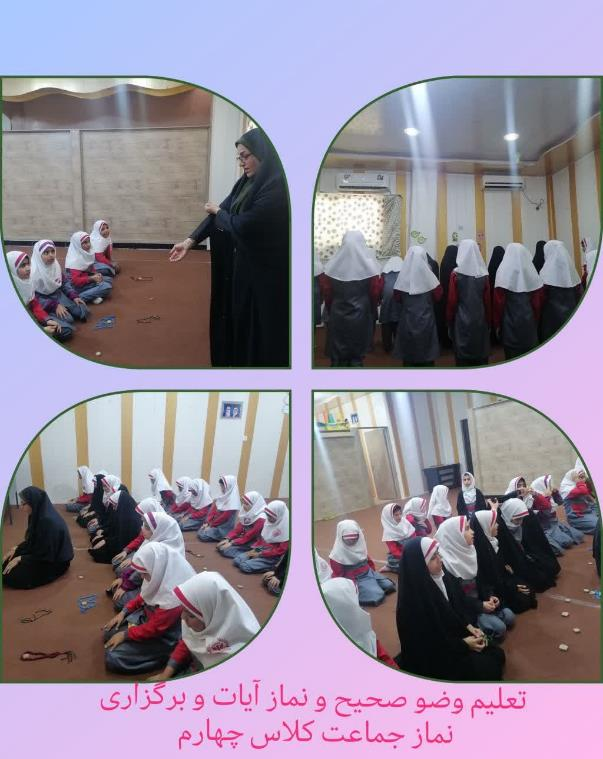 تعلیم وضو صحیح و نماز آیات و برگزاری
نماز جماعت کلاس چهارم